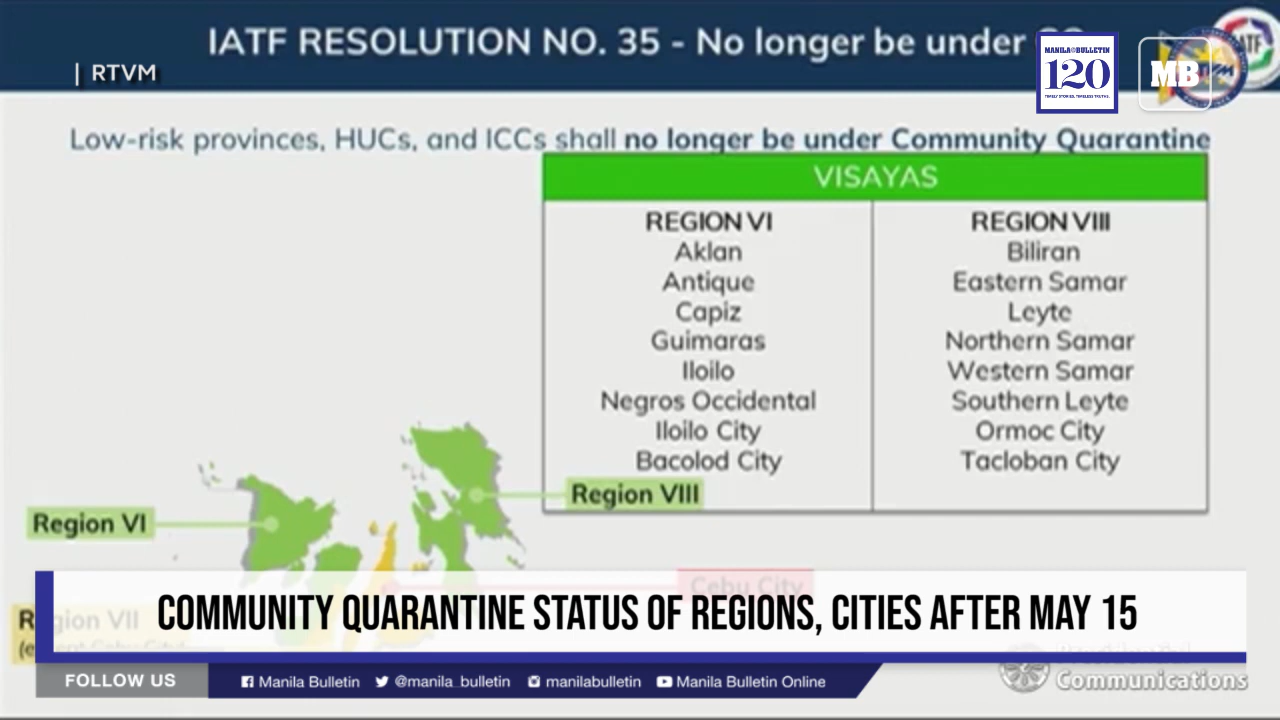 IATF RESOLUTION NO. 35 - No longer be under
| RTVM
MANILA BULLETIN
120
MB
Low-risk provinces, HUCs, and ICCs shall no longer be under Community Quarantine
VISAYAS
REGION VI
Aklan
Antique
Capiz
Guimaras
Iloilo
Negros Occidental
Iloilo City
Bacolod City
REGION VIII
Biliran
Eastern Samar
Leyte
Northern Samar
Western Samar
Southern Leyte
Ormoc City
Tacloban City
Region VIII
Region VI
Cebu City
Region VII
COMMUNITY QUARANTINE STATUS OF REGIONS, CITIES AFTER MAY 15
FOLLOW US
Manila Bulletin
@manila_bulletin
manilabulletin
Manila Bulletin Online
Communications